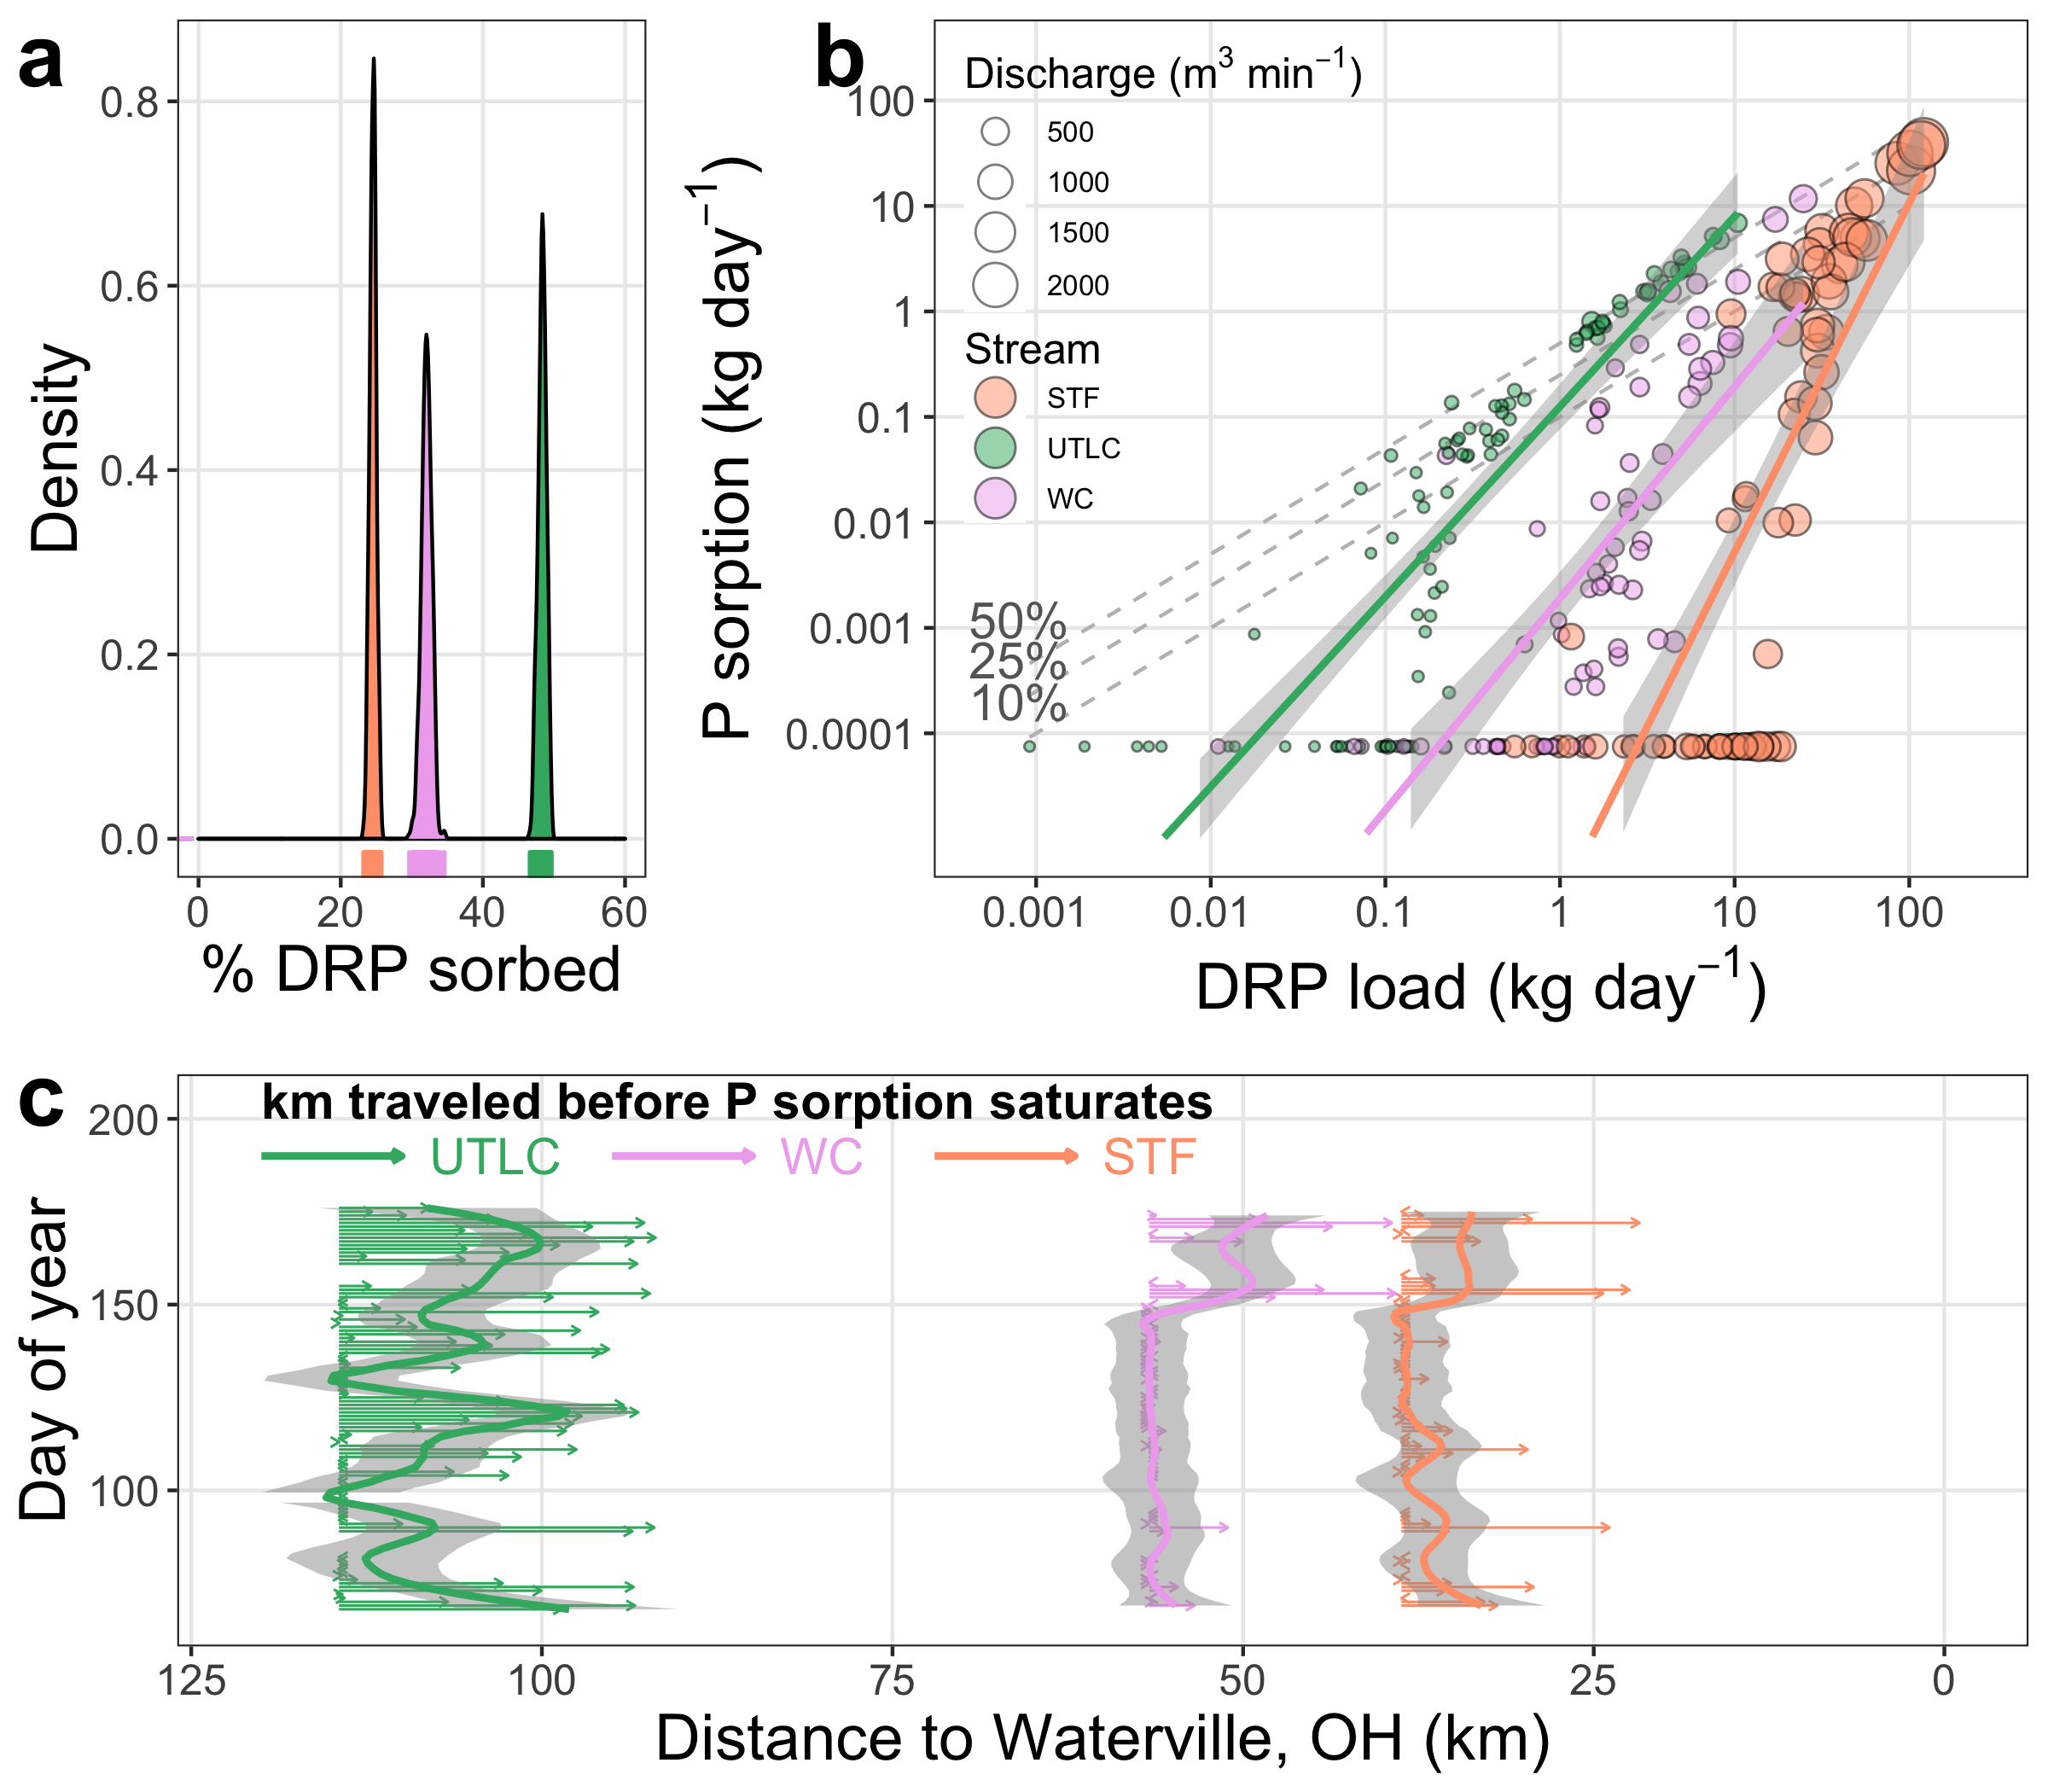 a
Density
0.8
0.6
0.4
0.2
0.0
0 20 40 60
% DRP sorbed
b
P sorption (kg day⁻¹)
100
10
1
0.1
0.01
0.001
0.0001
Discharge (m³ min⁻¹)
500
1000
1500
2000
Stream
STF
UTLC
WC
50%
25%
10%
0.001 0.01 0.1 1 10 100
DRP load (kg day⁻¹)
c
Day of year
200
150
100
km traveled before P sorption saturates
UTLC WC STF
125 100 75 50 25 0
Distance to Waterville, OH (km)